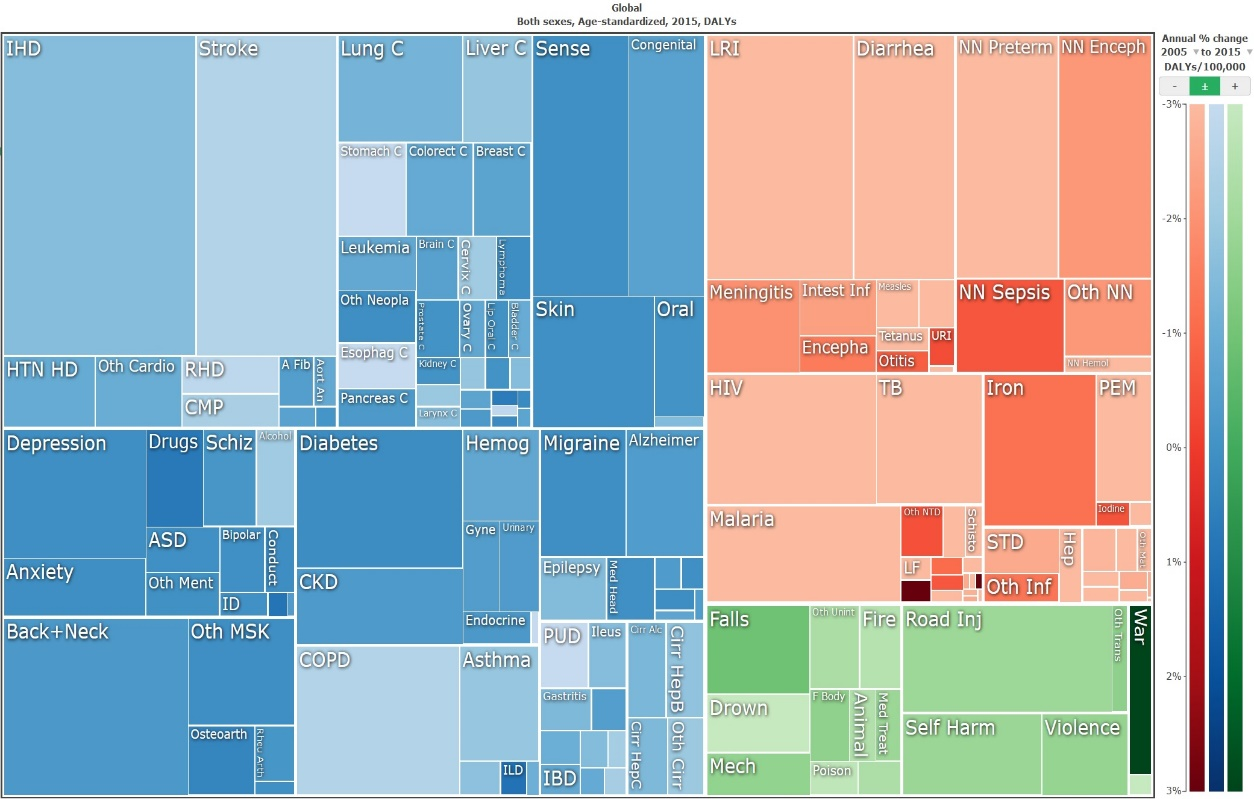 Global
Both sexes, Age-standardized, 2015, DALYs
IHD
Stroke
Lung C
Liver C
Sense
Congenital
LRI
Diarrhea
NN Preterm
NN Enceph
Annual % change
2005 ▼ to 2015 ▼
DALYs/100,000
- ± +
-3%
-2%
-1%
0%
1%
2%
3%
Stomach C
Colorect C
Breast C
Leukemia
Brain C
Cervix C
Lymphoma
Oth Neopla
Prostate C
Ovary C
Lip Oral C
Bladder C
Esophag C
Kidney C
Pancreas C
Larynx C
Skin
Oral
HTN HD
Oth Cardio
RHD
A Fib
Aort An
CMP
Meningitis
Intest Inf
Measles
Tetanus
URI
Encepha
Otitis
NN Sepsis
Oth NN
NN Hemol
HIV
TB
Iron
PEM
Iodine
Malaria
Oth NTD
Schisto
LF
STD
Hep
Oth Inf
Depression
Drugs
Schiz
Alcohol
ASD
Bipolar
Conduct
Anxiety
Oth Ment
ID
Diabetes
Hemog
Gyne
Urinary
CKD
Endocrine
Migraine
Alzheimer
Epilepsy
Med Head
Back+Neck
Oth MSK
Osteoarth
Rheu Arth
COPD
Asthma
ILD
PUD
Ileus
Cirr Alc
Cirr HepB
Gastritis
Cirr HepC
Oth Cirr
IBD
Falls
Oth Unint
Fire
Road Inj
Oth Trans
War
Drown
F Body
Animal
Med Treat
Mech
Poison
Self Harm
Violence